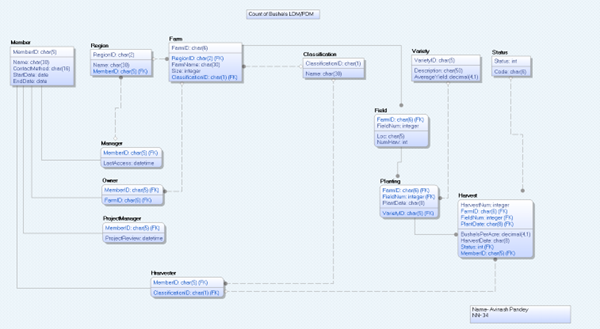 Count of Bushels LDM/PDM
Member
MemberID: char(5)
Name: char(38)
ContactMethod: char(16)
StartDate: date
EndDate: date
Region
RegionID: char(2)
Name: char(38)
MemberID: char(5) (FK)
Farm
FarmID: char(6)
RegionID: char(2) (FK)
FarmName: char(30)
Size: integer
ClassificationID: char(1) (FK)
Classification
ClassificationID: char(1)
Name: char(38)
Variety
VarietyID: char(5)
Description: char(50)
AverageYield: decimal(4,1)
Status
Status: int
Code: char(8)
Field
FarmID: char(6) (FK)
FieldNum: integer
Loc: char(5)
NumHarv: int
Manager
MemberID: char(5) (FK)
LastAccess: datetime
Owner
MemberID: char(5) (FK)
FarmID: char(6) (FK)
ProjectManager
MemberID: char(5) (FK)
ProjectReview: datetime
Planting
FarmID: char(6) (FK)
FieldNum: integer (FK)
PlantDate: char(8)
VarietyID: char(5) (FK)
Harvest
HarvestNum: integer
FarmID: char(6) (FK)
FieldNum: integer (FK)
PlantDate: char(8) (FK)
BushelsPerAcre: decimal(4,1)
HarvestDate: char(8)
Status: int (FK)
MemberID: char(5) (FK)
Harvester
MemberID: char(5) (FK)
ClassificationID: char(1) (FK)
Name- Avinash Pandey
NN-34